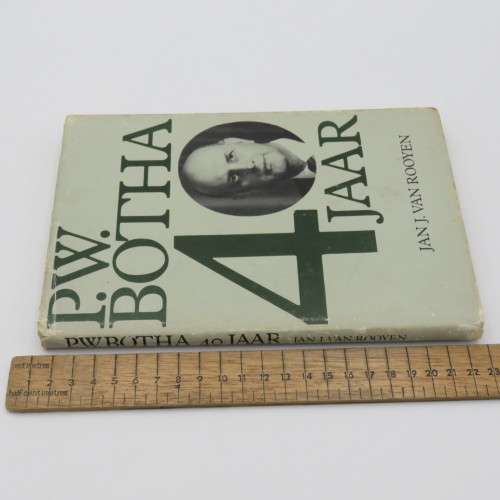 P.W.
BOTHA
40
JAAR
JAN J. VAN ROOYEN
P.W. BOTHA 40 JAAR JAN J. VAN ROOYEN
centimetres
1 2 3 4 5 6 7 8 9 10 11 12 13 14 15 16 17 18 19 20 21 22 23
half centimetres